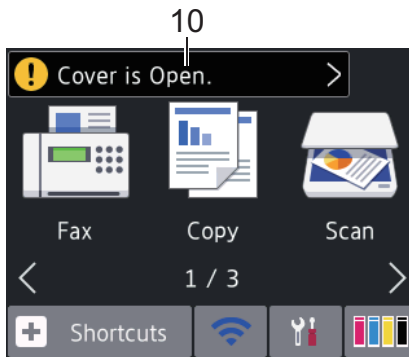 10
Cover is Open.
Fax Copy Scan
1 / 3
Shortcuts